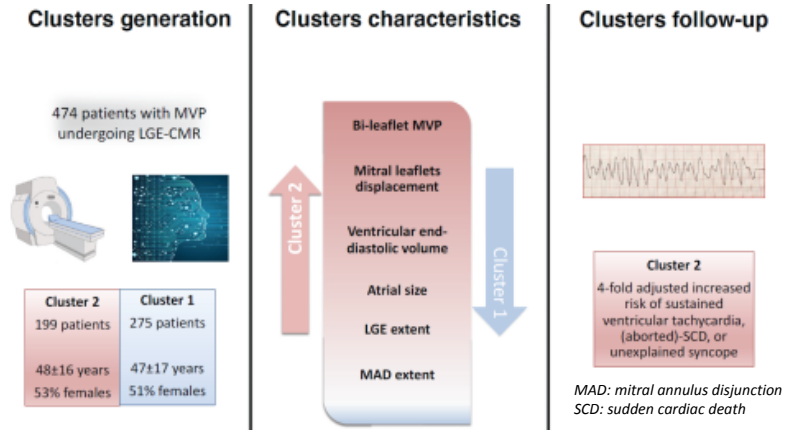 Clusters generation
474 patients with MVP
undergoing LGE-CMR
Cluster 2
199 patients
48±16 years
53% females
Cluster 1
275 patients
47±17 years
51% females
Clusters characteristics
Cluster 2
Bi-leaflet MVP
Mitral leaflets
displacement
Ventricular end-
diastolic volume
Atrial size
LGE extent
MAD extent
Cluster 1
Clusters follow-up
Cluster 2
4-fold adjusted increased
risk of sustained
ventricular tachycardia,
(aborted)-SCD, or
unexplained syncope
MAD: mitral annulus disjunction
SCD: sudden cardiac death